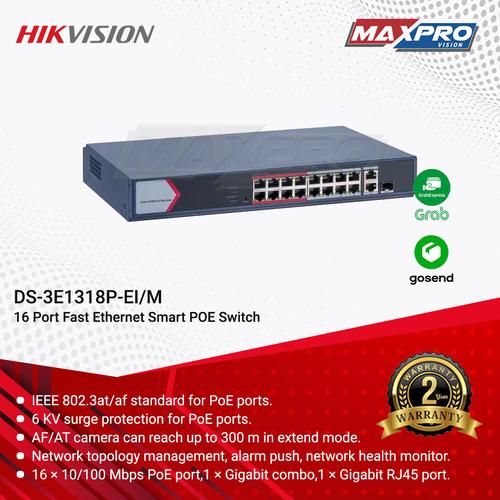 HIKVISION
MAXPRO
VISION
MAXPRO
GrabExpress
Grab
gosend
DS-3E1318P-EI/M
16 Port Fast Ethernet Smart POE Switch
WARRANTY
2
Year
WARRANTY
IEEE 802.3at/af standard for PoE ports.
6 KV surge protection for PoE ports.
AF/AT camera can reach up to 300 m in extend mode.
Network topology management, alarm push, network health monitor.
16 × 10/100 Mbps PoE port,1 × Gigabit combo,1 × Gigabit RJ45 port.